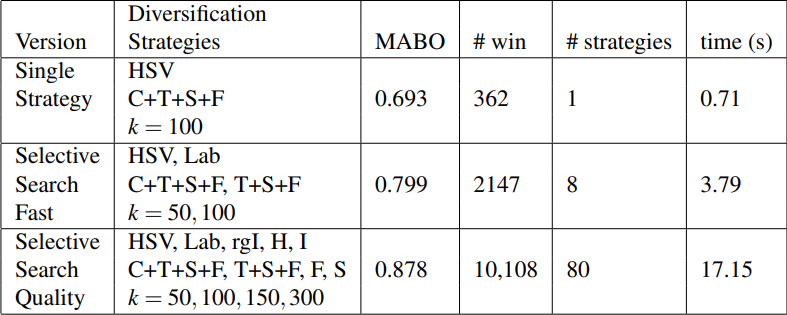 Version | Diversification Strategies | MABO | # win | # strategies | time (s)
Single Strategy | HSV C+T+S+F k = 100 | 0.693 | 362 | 1 | 0.71
Selective Search Fast | HSV, Lab C+T+S+F, T+S+F k = 50, 100 | 0.799 | 2147 | 8 | 3.79
Selective Search Quality | HSV, Lab, rgI, H, I C+T+S+F, T+S+F, F, S k = 50, 100, 150, 300 | 0.878 | 10,108 | 80 | 17.15